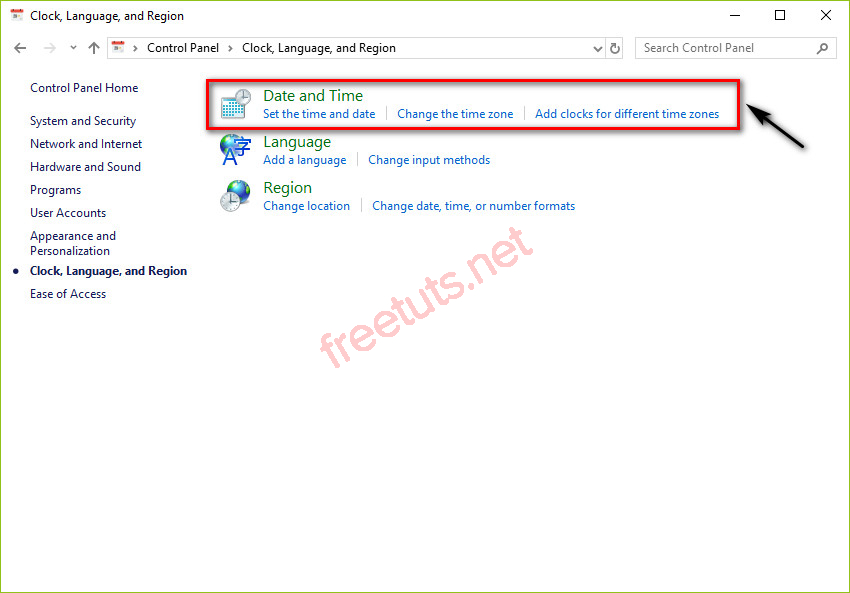 Clock, Language, and Region
Control Panel
Clock, Language, and Region
Search Control Panel
Control Panel Home
System and Security
Network and Internet
Hardware and Sound
Programs
User Accounts
Appearance and
Personalization
Clock, Language, and Region
Ease of Access
Date and Time
Set the time and date
Change the time zone
Add clocks for different time zones
Language
Add a language
Change input methods
Region
Change location
Change date, time, or number formats
freetuts.net